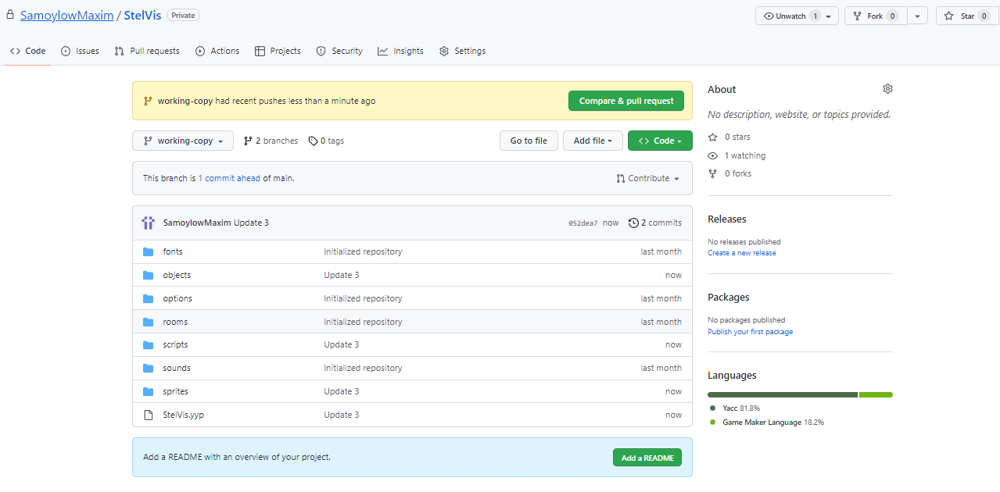 SamoylowMaxim / StelVis Private
Unwatch 1 Fork 0 Star 0
Code Issues Pull requests Actions Projects Security Insights Settings
working-copy had recent pushes less than a minute ago Compare & pull request
working-copy 2 branches 0 tags Go to file Add file Code
This branch is 1 commit ahead of main. Contribute
SamoylowMaxim Update 3 052dea7 now 2 commits
fonts Initialized repository last month
objects Update 3 now
options Initialized repository last month
rooms Initialized repository last month
scripts Update 3 now
sounds Initialized repository last month
sprites Update 3 now
StelVis.yyp Update 3 now
Add a README with an overview of your project. Add a README
About
No description, website, or topics provided.
0 stars
1 watching
0 forks
Releases
No releases published
Create a new release
Packages
No packages published
Publish your first package
Languages
Yacc 81.8%
Game Maker Language 18.2%